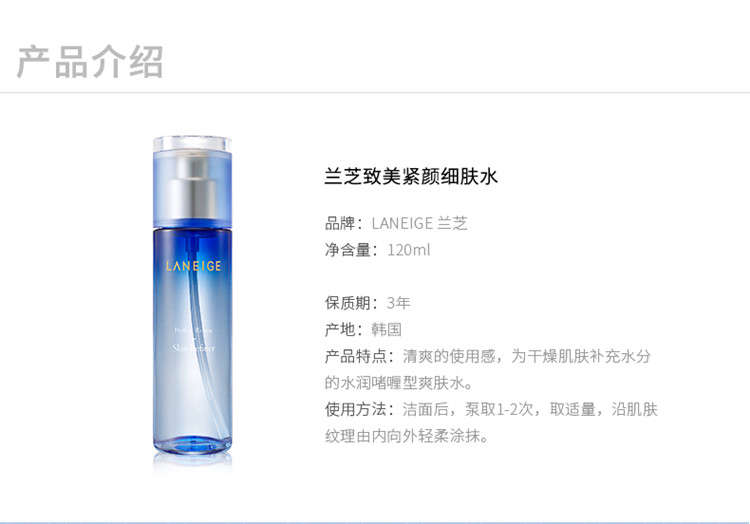 产品介绍
兰芝致美紧颜细肤水
品牌：LANEIGE 兰芝
净含量：120ml
保质期：3年
产地：韩国
产品特点：清爽的使用感，为干燥肌肤补充水分
的水润啫喱型爽肤水。
使用方法：洁面后，泵取1-2次，取适量，沿肌肤
纹理由内向外轻柔涂抹。
LANEIGE